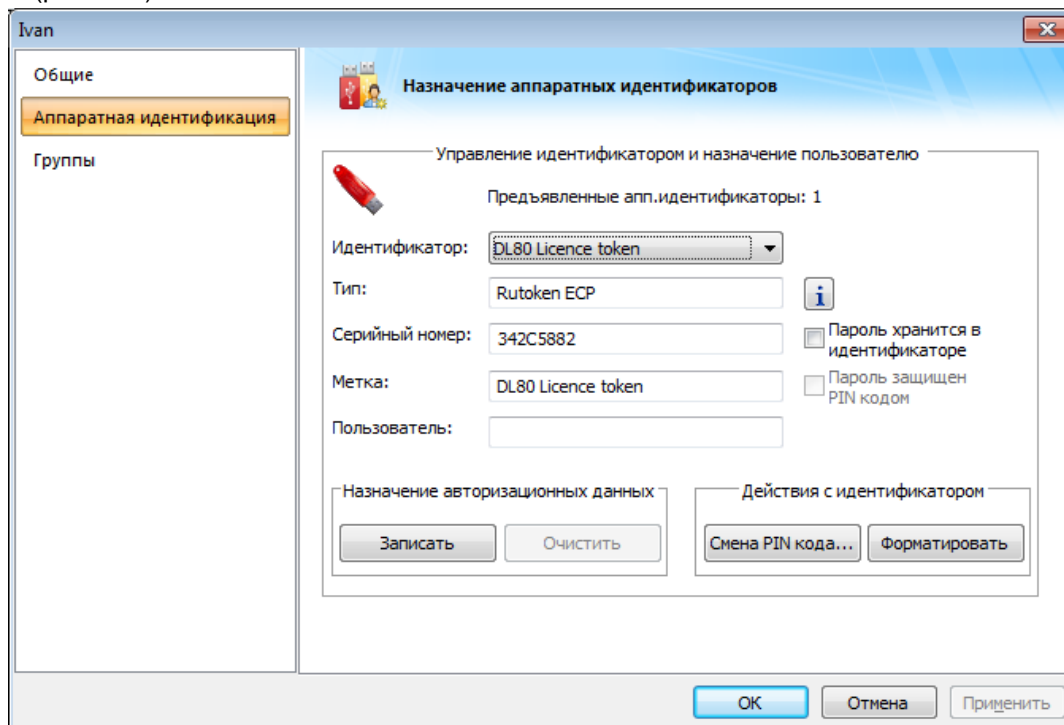 Ivan
Общие
Аппаратная идентификация
Группы
Назначение аппаратных идентификаторов
Управление идентификатором и назначение пользователю
Предъявленные апп.идентификаторы: 1
Идентификатор: DL80 Licence token
Тип: Rutoken ECP
Серийный номер: 342C5882
Пароль хранится в
идентификаторе
Метка: DL80 Licence token
Пароль защищен
PIN кодом
Пользователь:
Назначение авторизационных данных
Действия с идентификатором
Записать Очистить Смена PIN кода... Форматировать
OK Отмена Применить